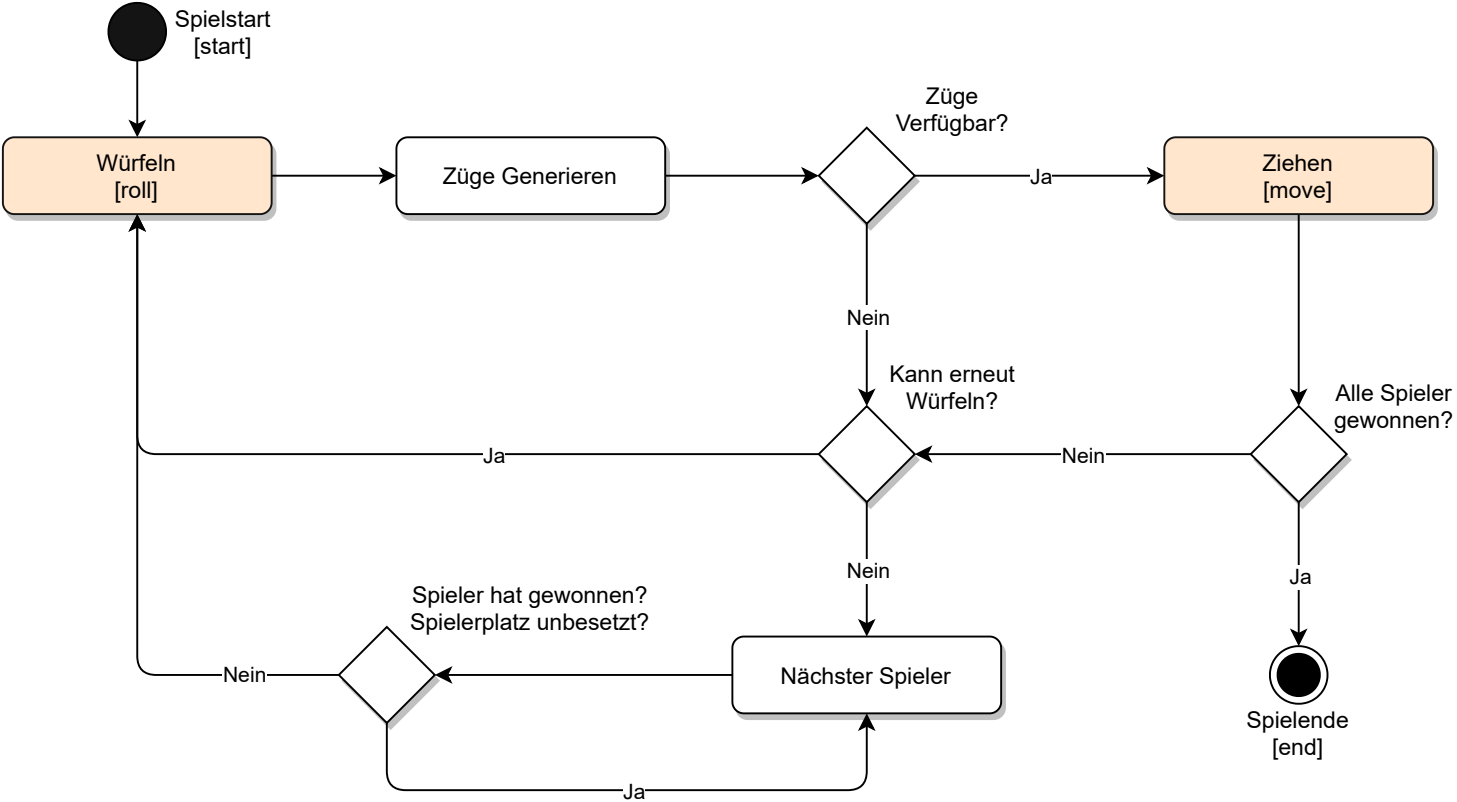 Spielstart
[start]
Züge
Verfügbar?
Würfeln
[roll]
Züge Generieren
Ja
Ziehen
[move]
Nein
Kann erneut
Würfeln?
Alle Spieler
gewonnen?
Ja
Nein
Nein
Ja
Spieler hat gewonnen?
Spielerplatz unbesetzt?
Nein
Nächster Spieler
Spielende
[end]
Ja